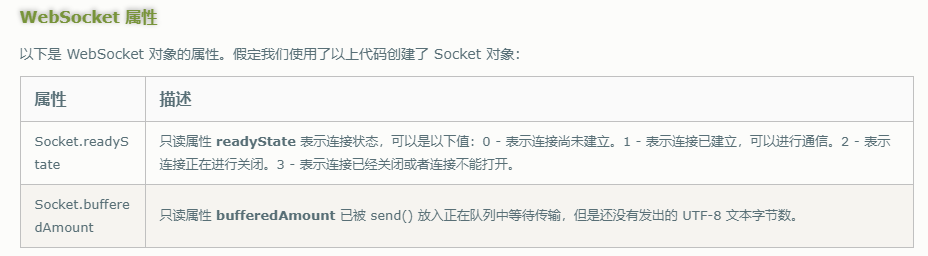 WebSocket 属性
以下是 WebSocket 对象的属性。假定我们使用了以上代码创建了 Socket 对象：
属性
描述
Socket.readyS
tate
只读属性 readyState 表示连接状态，可以是以下值：0 - 表示连接尚未建立。1 - 表示连接已建立，可以进行通信。2 - 表示
连接正在进行关闭。3 - 表示连接已经关闭或者连接不能打开。
Socket.buffere
dAmount
只读属性 bufferedAmount 已被 send() 放入正在队列中等待传输，但是还没有发出的 UTF-8 文本字节数。